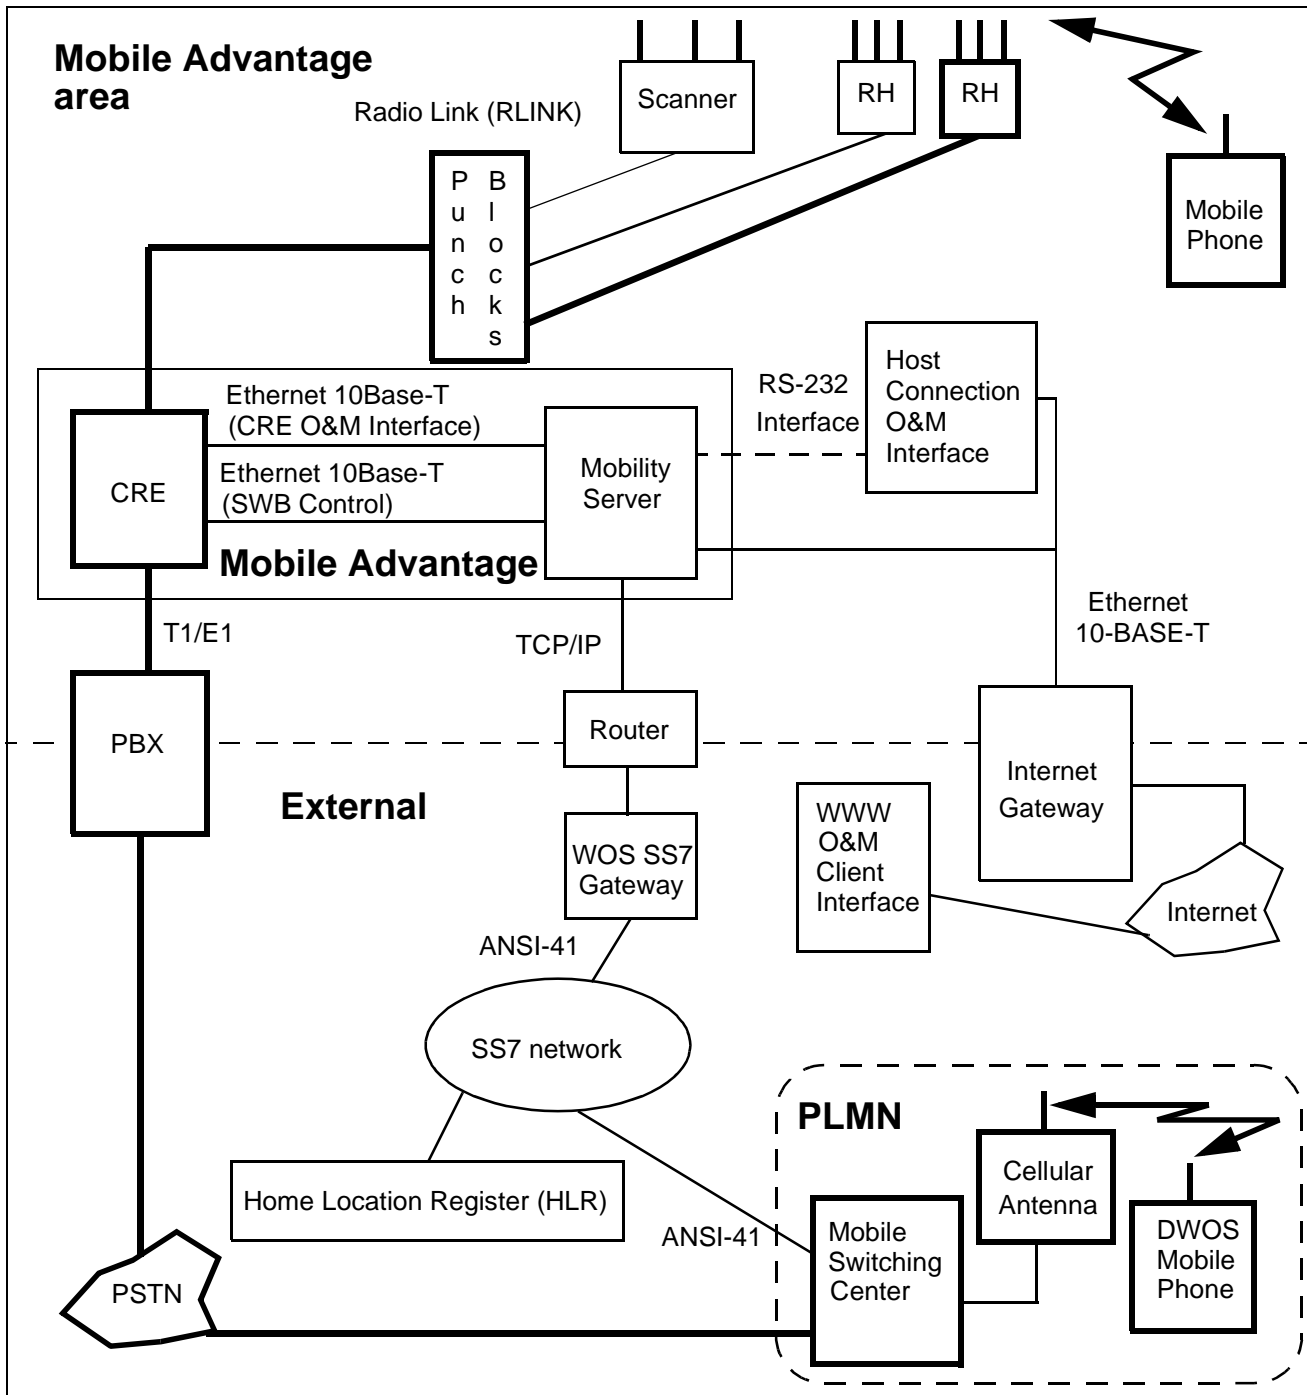 Mobile Advantage
area
Radio Link (RLINK)
Scanner
RH
RH
Mobile
Phone
Punch
Blocks
Ethernet 10Base-T
(CRE O&M Interface)
Ethernet 10Base-T
(SWB Control)
CRE
Mobility
Server
Mobile Advantage
RS-232
Interface
Host
Connection
O&M
Interface
T1/E1
TCP/IP
Ethernet
10-BASE-T
PBX
Router
Internet
Gateway
External
WOS SS7
Gateway
WWW
O&M
Client
Interface
Internet
ANSI-41
SS7 network
Home Location Register (HLR)
ANSI-41
PLMN
Cellular
Antenna
Mobile
Switching
Center
DWOS
Mobile
Phone
PSTN